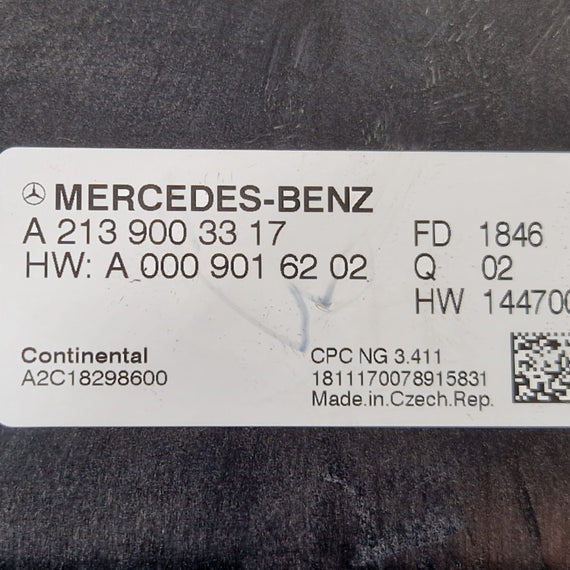 MERCEDES-BENZ
A 213 900 33 17
HW: A 000 901 62 02
FD 1846
Q 02
HW 144700
Continental
A2C18298600
CPC NG 3.411
1811170078915831
Made.in.Czech.Rep.